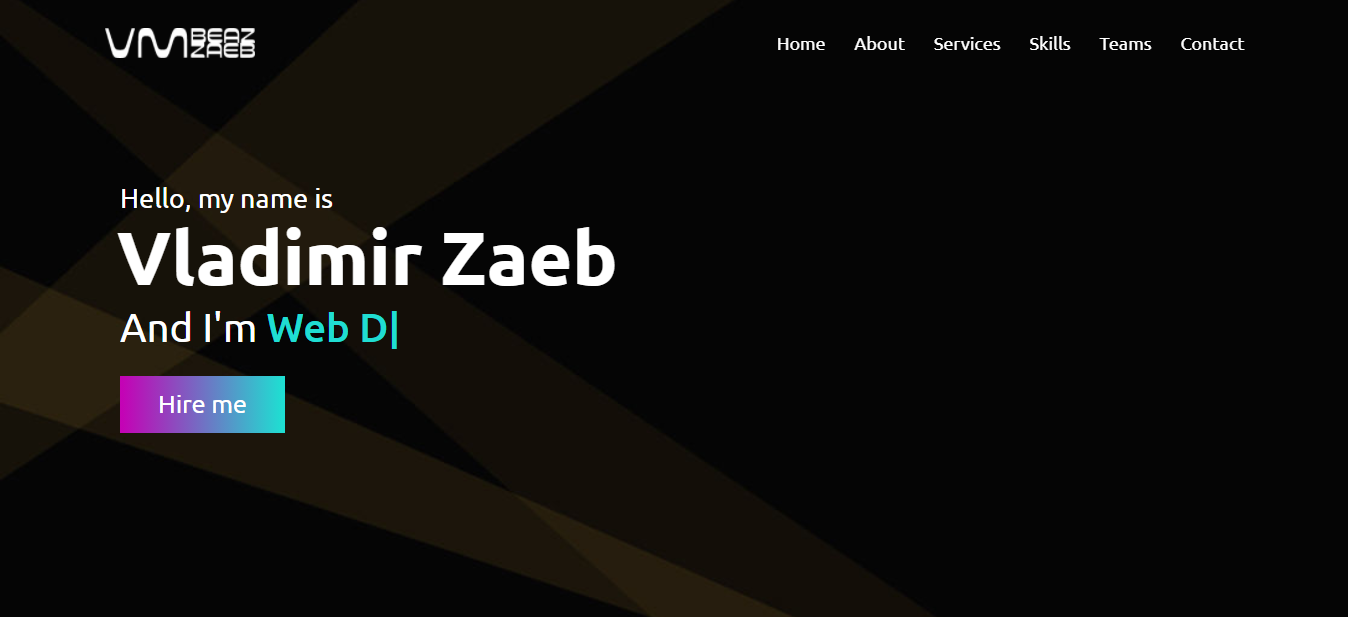 VM BEAZ
ZAEB
Home About Services Skills Teams Contact
Hello, my name is
Vladimir Zaeb
And I'm Web D|
Hire me